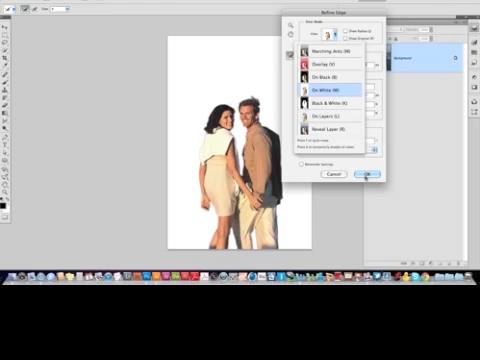 Refine Edge
View Mode
View:
Show Radius (J)
Show Original (P)
Marching Ants (M)
Overlay (V)
On Black (B)
On White (W)
Black & White (K)
On Layers (L)
Reveal Layer (R)
Press F to cycle views.
Press X to temporarily disable all views.
Remember Settings
Cancel
OK
Background